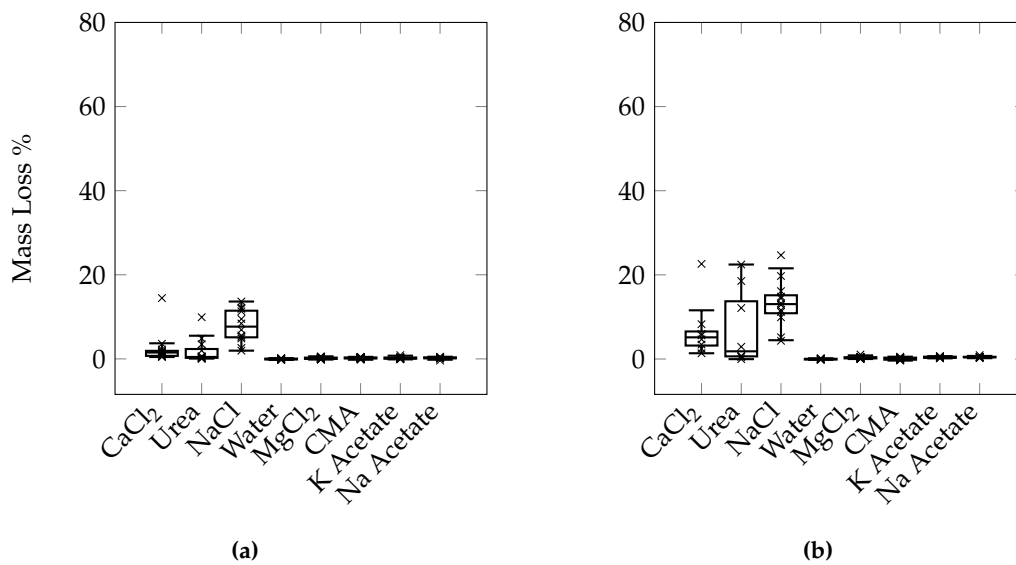 80
60
40
20
0
Mass Loss %
CaCl₂
Urea
NaCl
Water
MgCl₂
CMA
K Acetate
Na Acetate
(a)
80
60
40
20
0
CaCl₂
Urea
NaCl
Water
MgCl₂
CMA
K Acetate
Na Acetate
(b)